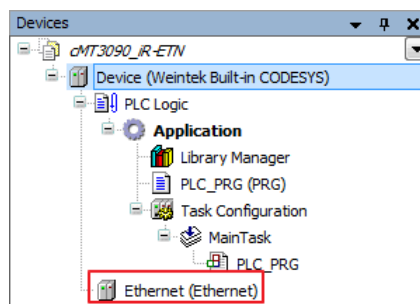 Devices
cMT3090_iR-ETN
Device (Weintek Built-in CODESYS)
PLC Logic
Application
Library Manager
PLC_PRG (PRG)
Task Configuration
MainTask
PLC_PRG
Ethernet (Ethernet)